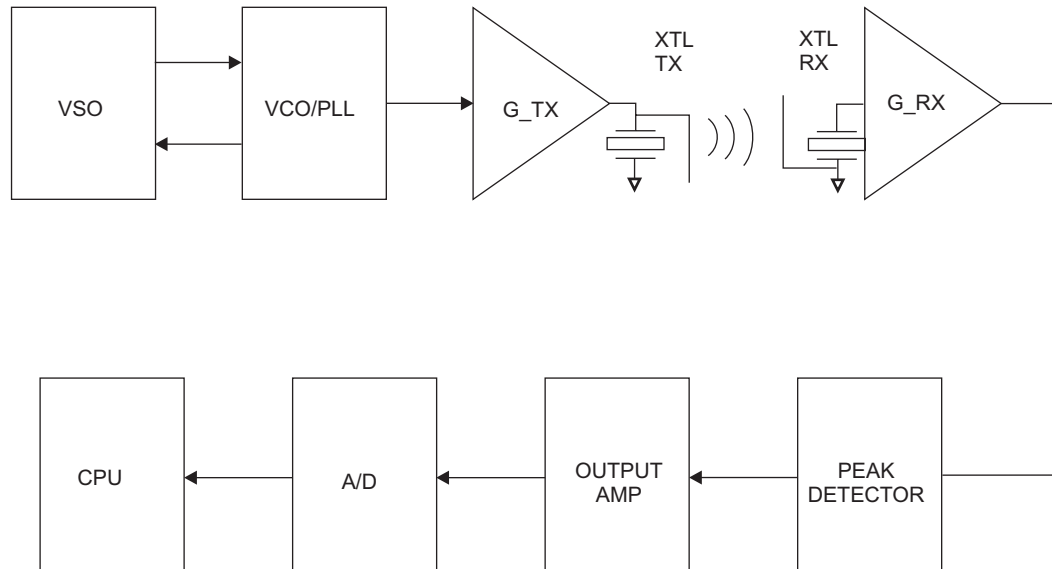 VSO
VCO/PLL
G_TX
XTL
TX
XTL
RX
G_RX
CPU
A/D
OUTPUT
AMP
PEAK
DETECTOR